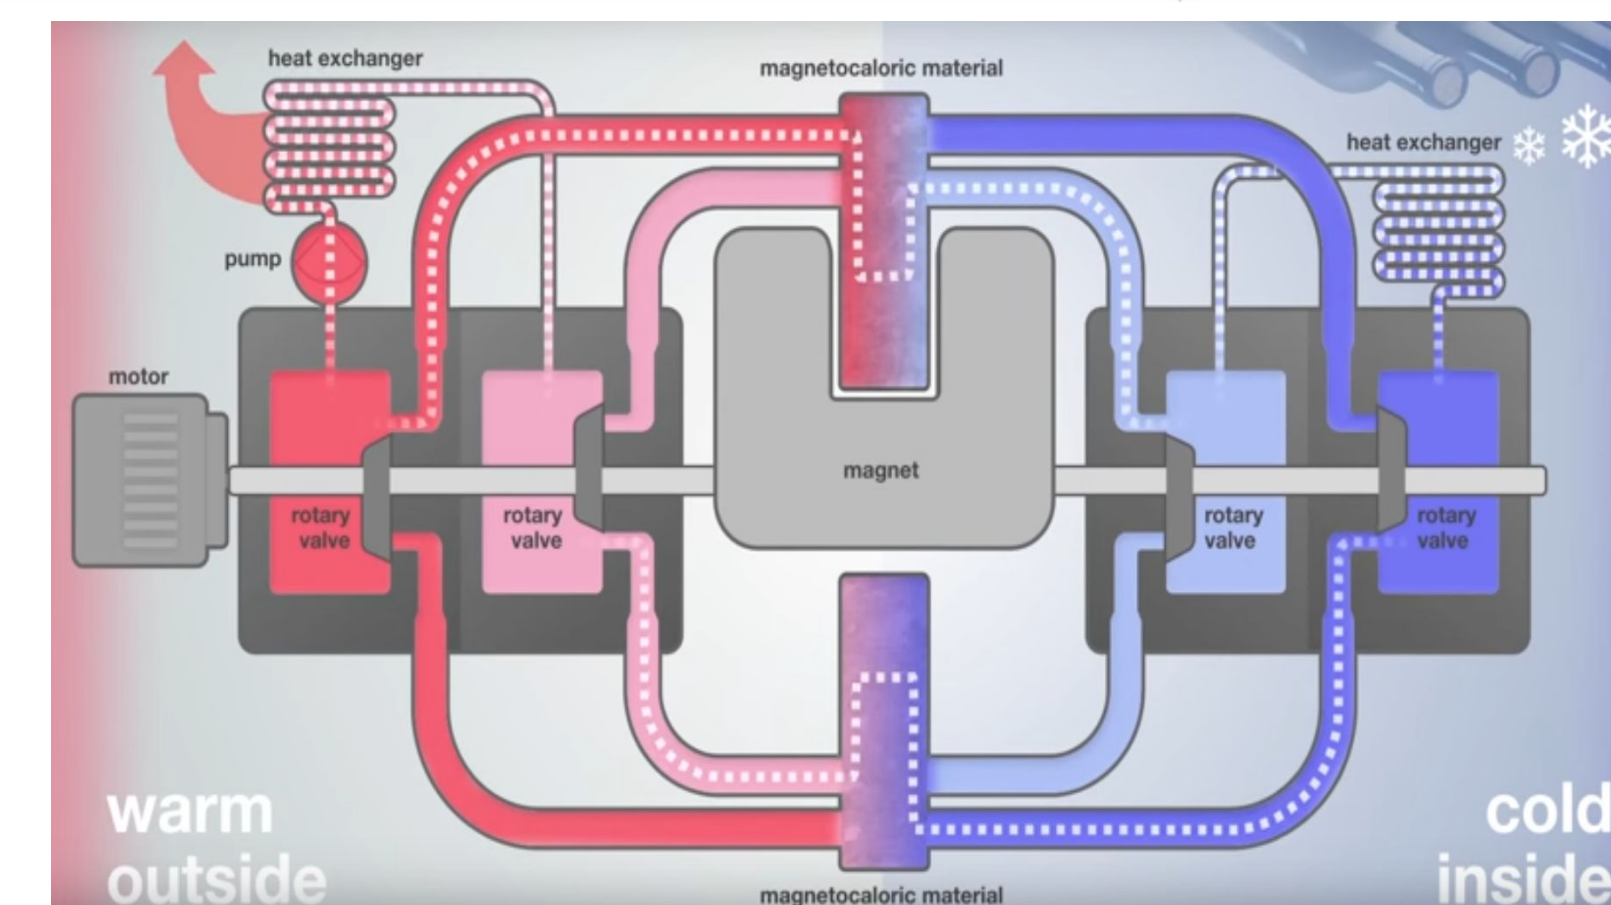 heat exchanger
magnetocaloric material
heat exchanger
pump
motor
magnet
rotary
valve
rotary
valve
rotary
valve
rotary
valve
warm
outside
cold
inside
magnetocaloric material